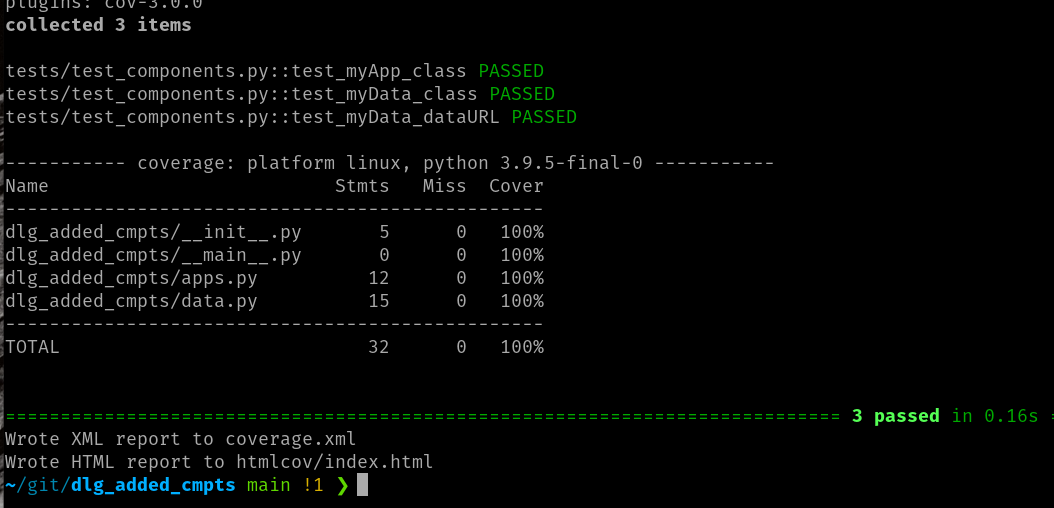 plugins: cov-3.0.0
collected 3 items

tests/test_components.py::test_myApp_class PASSED
tests/test_components.py::test_myData_class PASSED
tests/test_components.py::test_myData_dataURL PASSED

----------- coverage: platform linux, python 3.9.5-final-0 -----------
Name                          Stmts   Miss  Cover
-------------------------------------------------
dlg_added_cmpts/__init__.py       5      0   100%
dlg_added_cmpts/__main__.py       0      0   100%
dlg_added_cmpts/apps.py          12      0   100%
dlg_added_cmpts/data.py          15      0   100%
-------------------------------------------------
TOTAL                            32      0   100%

============================================================================ 3 passed in 0.16s =
Wrote XML report to coverage.xml
Wrote HTML report to htmlcov/index.html
~/git/dlg_added_cmpts main !1 ❯